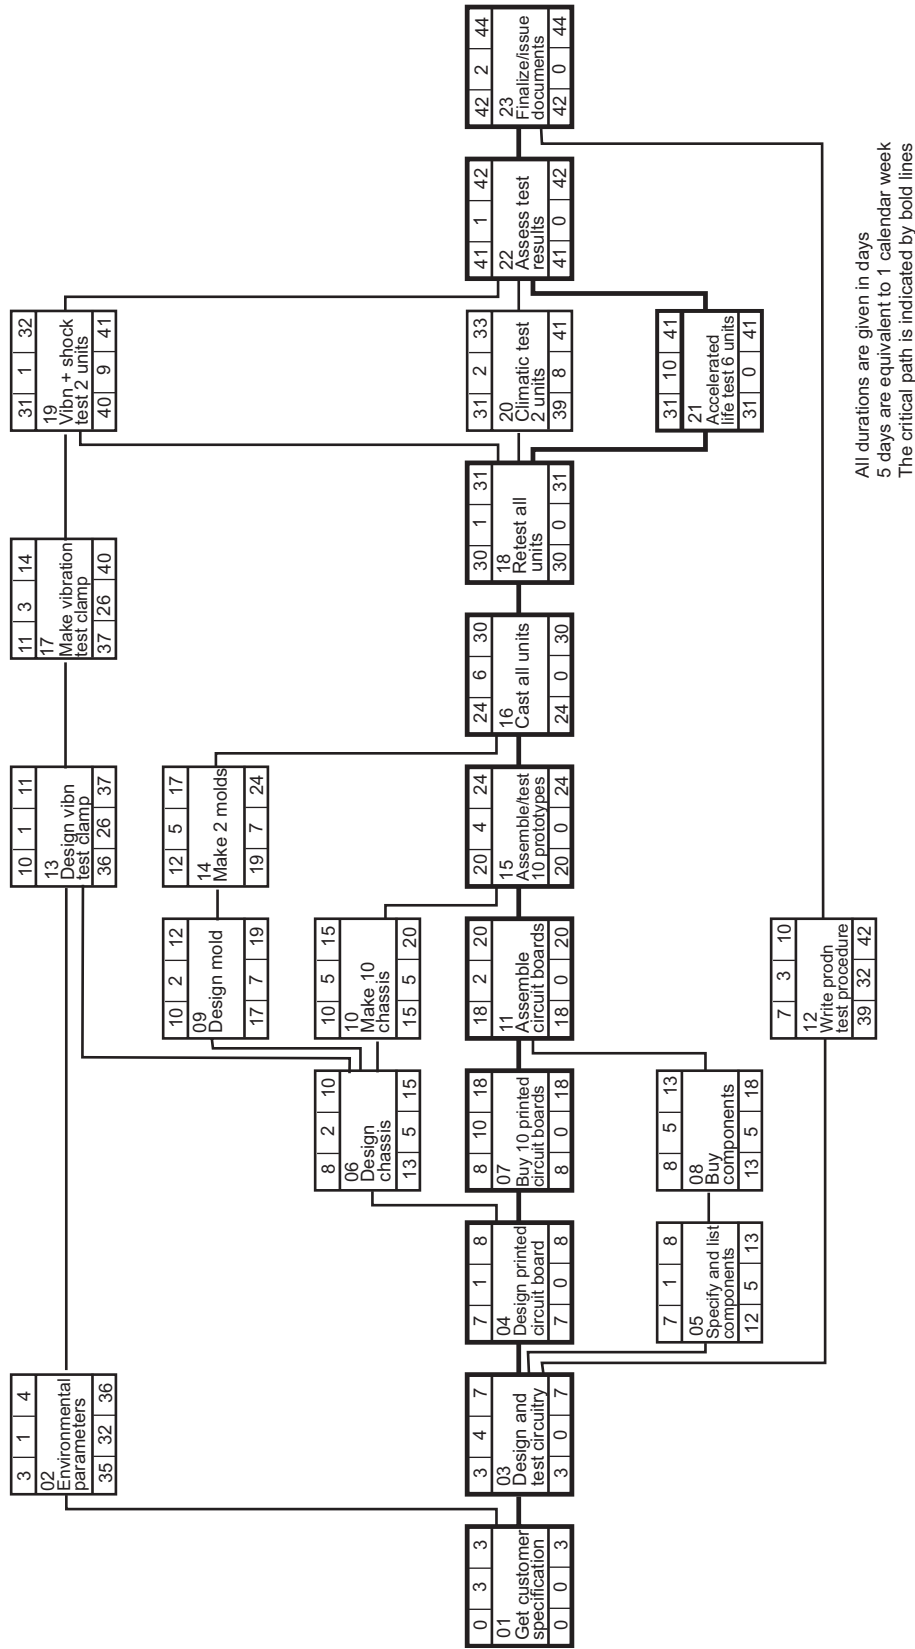 0 3 3
01
Get customer
specification
0 0 3
3 1 4
02
Environmental
parameters
35 32 36
3 4 7
03
Design and
test circuitry
3 0 7
7 1 8
04
Design printed
circuit board
7 0 8
7 1 8
05
Specify and list
components
12 5 13
8 2 10
06
Design
chassis
13 5 15
8 10 18
07
Buy 10 printed
circuit boards
8 0 18
8 5 13
08
Buy
components
13 5 18
10 2 12
09
Design mold
17 7 19
10 5 15
10
Make 10
chassis
15 5 20
18 2 20
11
Assemble
circuit boards
18 0 20
7 3 10
12
Write prodn
test procedure
39 32 42
10 1 11
13
Design vibn
test clamp
36 26 37
12 5 17
14
Make 2 molds
19 7 24
20 4 24
15
Assemble/test
10 prototypes
20 0 24
24 6 30
16
Cast all units
24 0 30
11 3 14
17
Make vibration
test clamp
37 26 40
30 1 31
18
Retest all
units
30 0 31
31 1 32
19
Vibn + shock
test 2 units
40 9 41
31 2 33
20
Climatic test
2 units
39 8 41
31 10 41
21
Accelerated
life test 6 units
31 0 41
41 1 42
22
Assess test
results
41 0 42
42 2 44
23
Finalize/issue
documents
42 0 44
All durations are given in days
5 days are equivalent to 1 calendar week
The critical path is indicated by bold lines